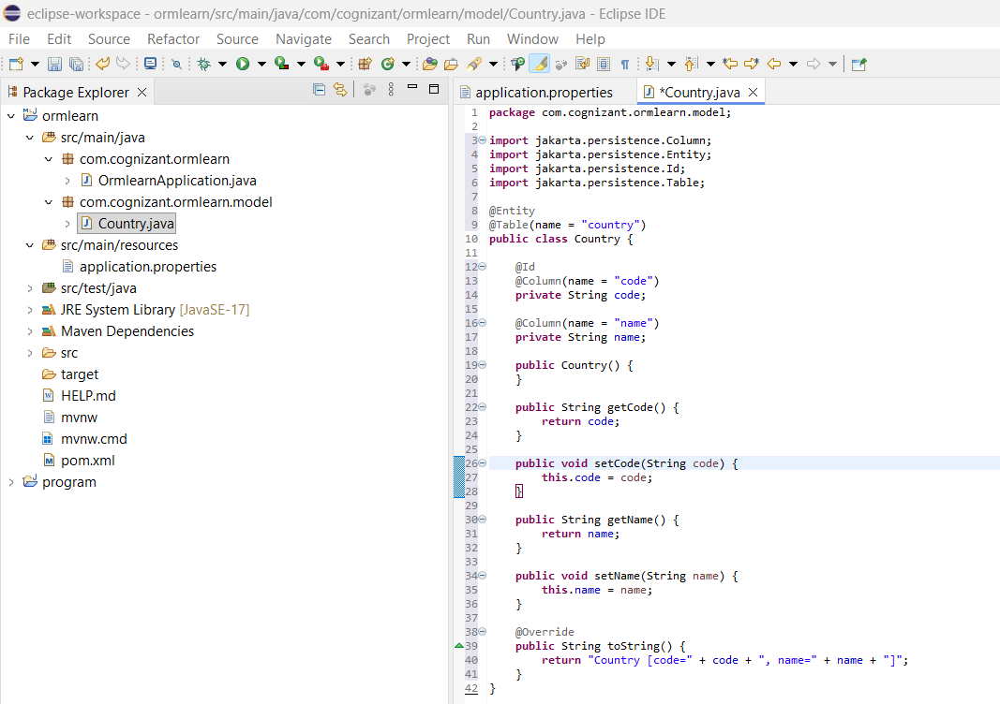 eclipse-workspace - ormlearn/src/main/java/com/cognizant/ormlearn/model/Country.java - Eclipse IDE
File Edit Source Refactor Source Navigate Search Project Run Window Help
Package Explorer
ormlearn
src/main/java
com.cognizant.ormlearn
OrmlearnApplication.java
com.cognizant.ormlearn.model
Country.java
src/main/resources
application.properties
src/test/java
JRE System Library [JavaSE-17]
Maven Dependencies
src
target
HELP.md
mvnw
mvnw.cmd
pom.xml
program
application.properties *Country.java
1 package com.cognizant.ormlearn.model;
2
3 import jakarta.persistence.Column;
4 import jakarta.persistence.Entity;
5 import jakarta.persistence.Id;
6 import jakarta.persistence.Table;
7
8 @Entity
9 @Table(name = "country")
10 public class Country {
11
12     @Id
13     @Column(name = "code")
14     private String code;
15
16     @Column(name = "name")
17     private String name;
18
19     public Country() {
20     }
21
22     public String getCode() {
23         return code;
24     }
25
26     public void setCode(String code) {
27         this.code = code;
28     }
29
30     public String getName() {
31         return name;
32     }
33
34     public void setName(String name) {
35         this.name = name;
36     }
37
38     @Override
39     public String toString() {
40         return "Country [code=" + code + ", name=" + name + "]";
41     }
42 }